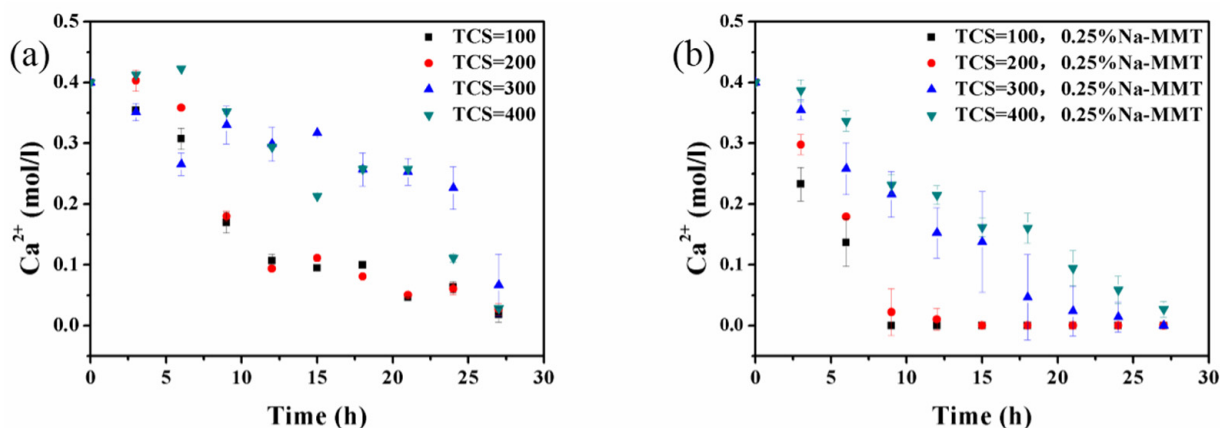 (a)
0.5
0.4
0.3
0.2
0.1
0.0
Ca2+ (mol/l)
TCS=100
TCS=200
TCS=300
TCS=400
0 5 10 15 20 25 30
Time (h)
(b)
0.5
0.4
0.3
0.2
0.1
0.0
Ca2+ (mol/l)
TCS=100，0.25%Na-MMT
TCS=200，0.25%Na-MMT
TCS=300，0.25%Na-MMT
TCS=400，0.25%Na-MMT
0 5 10 15 20 25 30
Time (h)